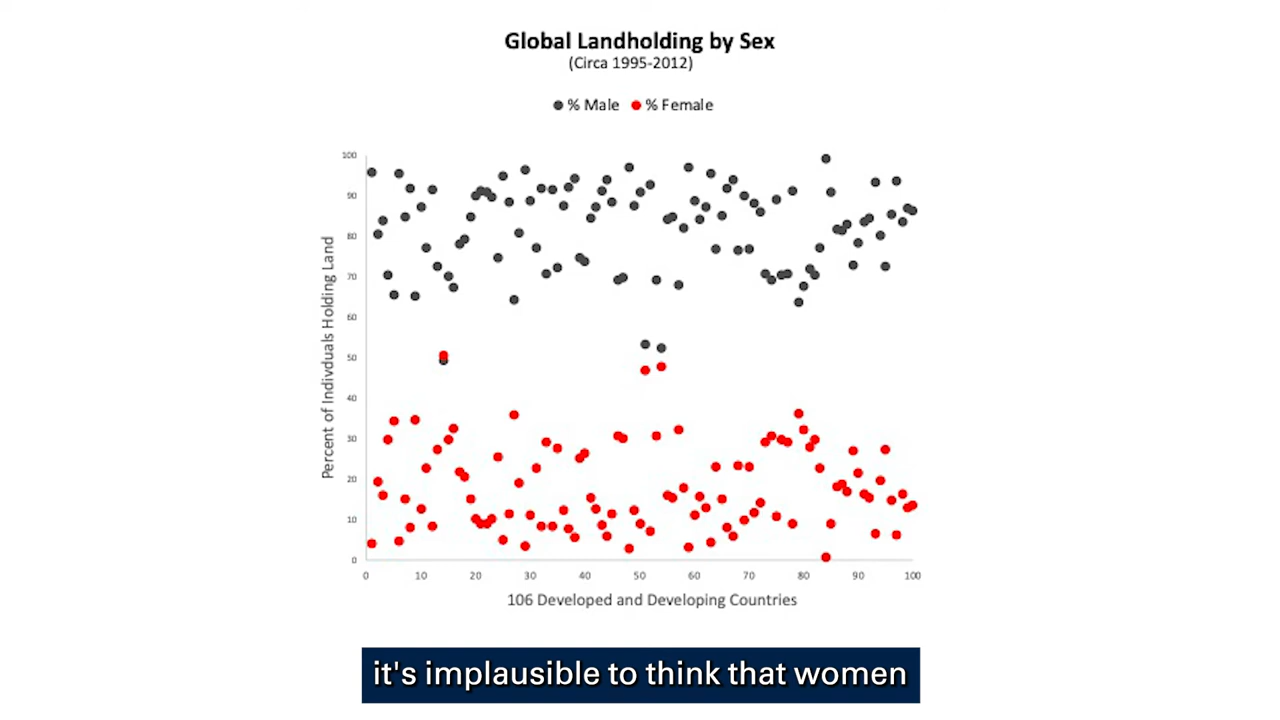 Global Landholding by Sex
(Circa 1995-2012)
% Male % Female
100
90
80
70
60
50
40
30
20
10
0
Percent of Indivduals Holding Land
0 10 20 30 40 50 60 70 80 90 100
106 Developed and Developing Countries
it's implausible to think that women